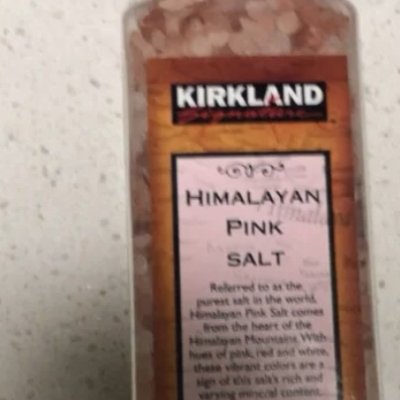 KIRKLAND
Signature
HIMALAYAN
PINK
SALT
Referred to as the
purest salt in the world,
Himalayan Pink Salt comes
from the heart of the
Himalayan Mountains. With
hues of pink, red and white,
these vibrant colors are a
sign of this salt's rich and
varying mineral content.